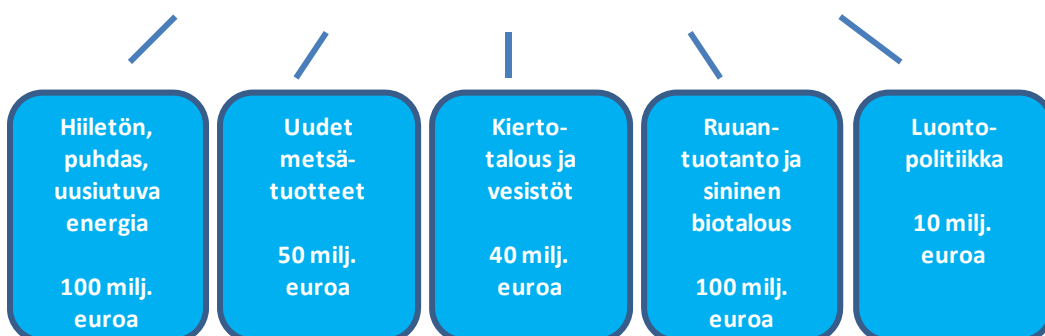 Hiiletön,
puhdas,
uusiutuva
energia
100 milj.
euroa
Uudet
metsä-
tuotteet
50 milj.
euroa
Kierto-
talous ja
vesistöt
40 milj.
euroa
Ruuan-
tuotanto ja
sininen
biotalous
100 milj.
euroa
Luonto-
politiikka
10 milj.
euroa